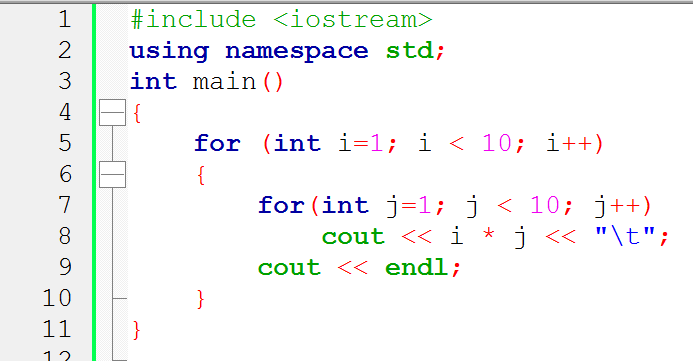 1 #include <iostream>
2 using namespace std;
3 int main()
4 {
5 for (int i=1; i < 10; i++)
6 {
7 for(int j=1; j < 10; j++)
8 cout << i * j << "\t";
9 cout << endl;
10 }
11 }
12